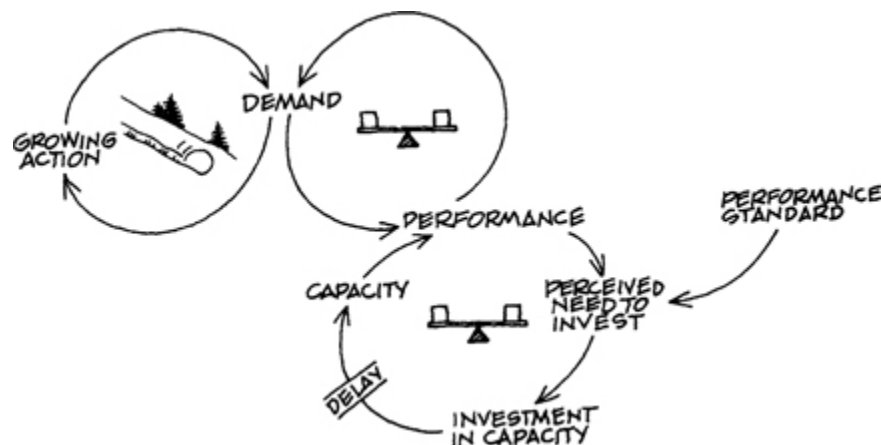 DEMAND
GROWING
ACTION
PERFORMANCE
PERFORMANCE
STANDARD
CAPACITY
PERCEIVED
NEED TO
INVEST
DELAY
INVESTMENT
IN CAPACITY